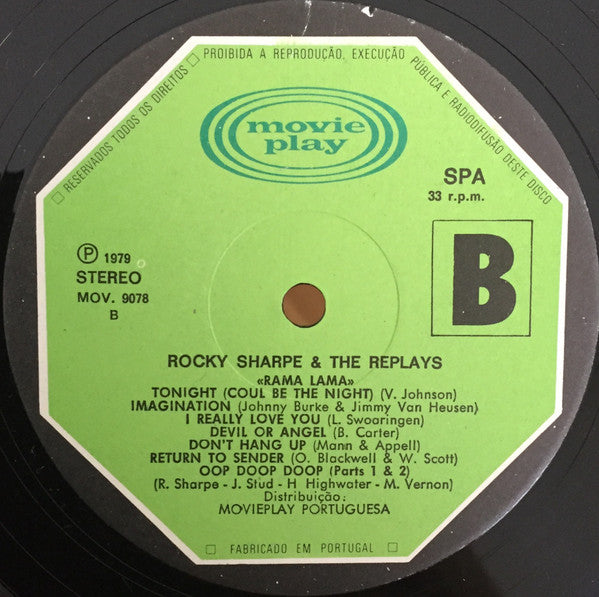 □ RESERVADOS TODOS OS DIREITOS □ PROIBIDA A REPRODUÇÃO, EXECUÇÃO PÚBLICA E RADIODIFUSÃO DESTE DISCO
movie
play
SPA
33 r.p.m.
Ⓟ 1979
STEREO
MOV. 9078
B
B
ROCKY SHARPE & THE REPLAYS
«RAMA LAMA»
TONIGHT (COUL BE THE NIGHT) (V. Johnson)
IMAGINATION (Johnny Burke & Jimmy Van Heusen)
I REALLY LOVE YOU (L. Swoaringen)
DEVIL OR ANGEL (B. Carter)
DON'T HANG UP (Mann & Appell)
RETURN TO SENDER (O. Blackwell & W. Scott)
OOP DOOP DOOP (Parts 1 & 2)
(R. Sharpe - J. Stud - H Highwater - M. Vernon)
Distribuição:
MOVIEPLAY PORTUGUESA
□ FABRICADO EM PORTUGAL □